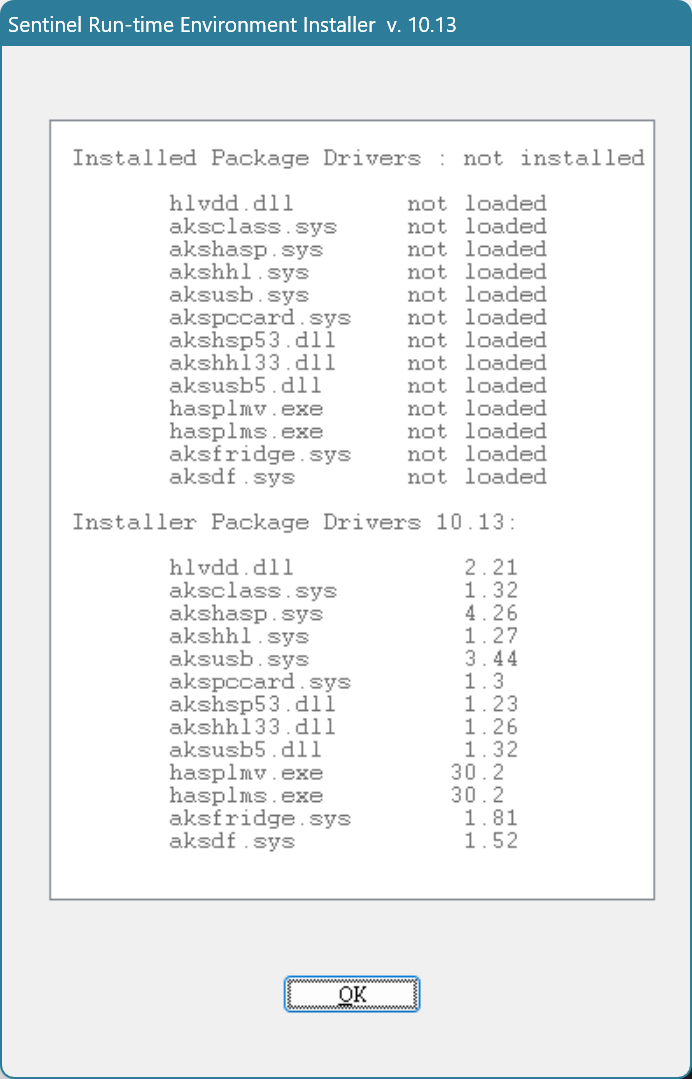 Sentinel Run-time Environment Installer  v. 10.13
Installed Package Drivers : not installed
hlvdd.dll not loaded
aksclass.sys not loaded
akshasp.sys not loaded
akshhl.sys not loaded
aksusb.sys not loaded
akspccard.sys not loaded
akshsp53.dll not loaded
akshhl33.dll not loaded
aksusb5.dll not loaded
hasplmv.exe not loaded
hasplms.exe not loaded
aksfridge.sys not loaded
aksdf.sys not loaded
Installer Package Drivers 10.13:
hlvdd.dll 2.21
aksclass.sys 1.32
akshasp.sys 4.26
akshhl.sys 1.27
aksusb.sys 3.44
akspccard.sys 1.3
akshsp53.dll 1.23
akshhl33.dll 1.26
aksusb5.dll 1.32
hasplmv.exe 30.2
hasplms.exe 30.2
aksfridge.sys 1.81
aksdf.sys 1.52
OK